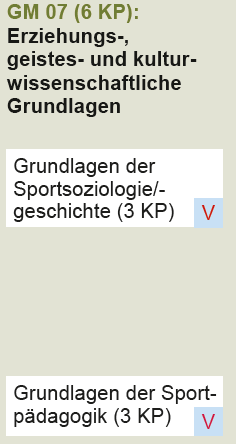 GM 07 (6 KP):
Erziehungs-,
geistes- und kultur-
wissenschaftliche
Grundlagen
Grundlagen der
Sportsoziologie/-
geschichte (3 KP)
V
Grundlagen der Sport-
pädagogik (3 KP)
V